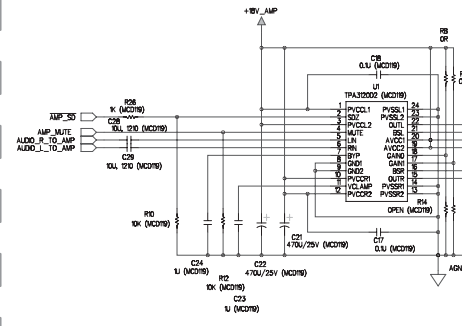 +18V_AMP
R8
0R
C18
0.1U (MCD119)
U1
TPA3120D2 (MCD119)
R26
1K (MCD119)
AMP_SD
C28
10U, 1210 (MCD119)
AMP_MUTE
AUDIO_R_TO_AMP
AUDIO_L_TO_AMP
C29
10U, 1210 (MCD119)
1 PVCCL1 PVSSL1 24
2 SDZ PVSSL2 23
3 PVCCL2 OUTL 22
4 MUTE BSL 21
5 LIN AVCC1 20
6 RIN AVCC2 19
7 BYP GAIN0 18
8 GND1 GAIN1 17
9 GND2 BSR 16
10 PVCCR1 OUTR 15
11 VCLAMP PVSSR1 14
12 PVCCR2 PVSSR2 13
R14
OPEN (MCD119)
R10
10K (MCD119)
C21
470U/25V (MCD119)
C17
0.1U (MCD119)
C24
1U (MCD119)
C22
470U/25V (MCD119)
R12
10K (MCD119)
C23
1U (MCD119)
AGN